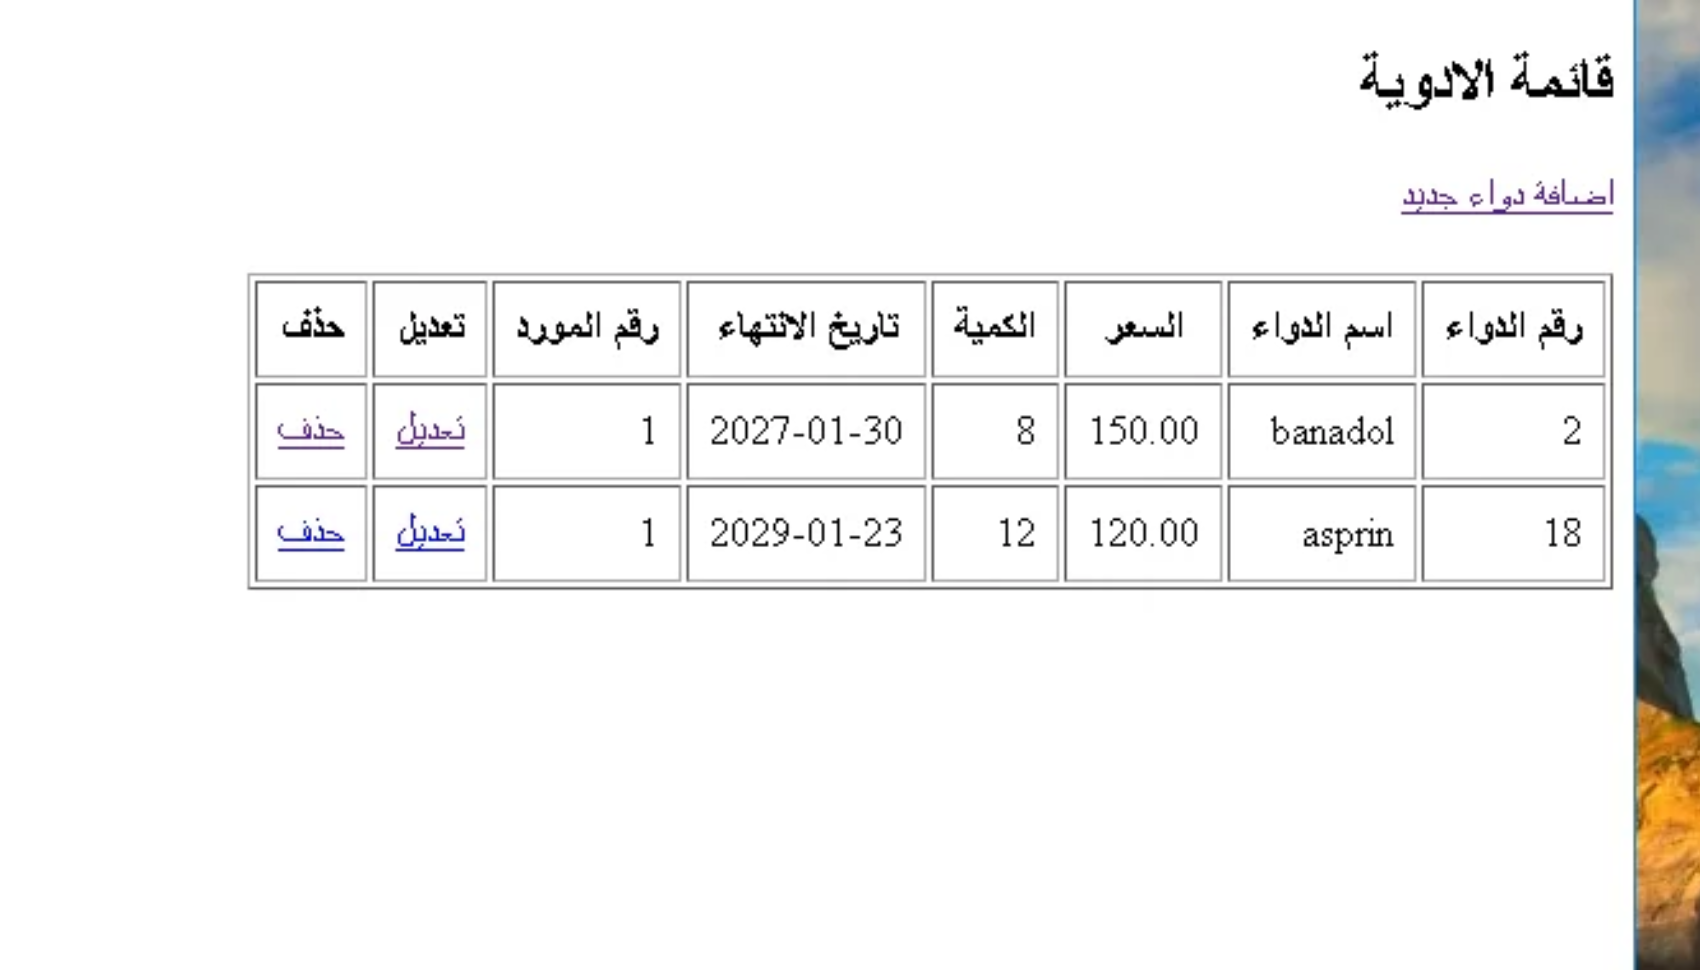 قائمة الادوية
اضافة دواء جديد
رقم الدواء اسم الدواء السعر الكمية تاريخ الانتهاء رقم المورد تعديل حذف
2 banadol 150.00 8 2027-01-30 1 تعديل حذف
18 asprin 120.00 12 2029-01-23 1 تعديل حذف